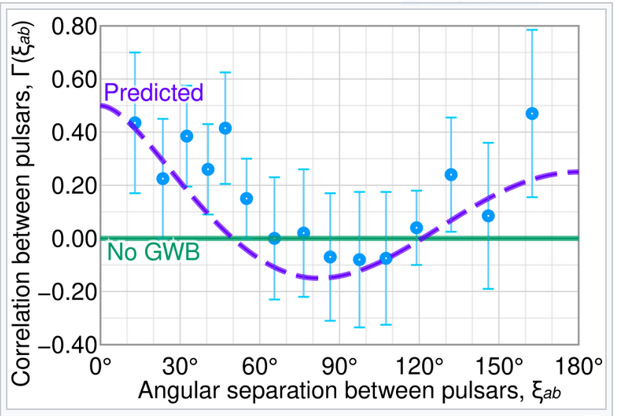 Correlation between pulsars, Γ(ξab)
0.80
0.60
0.40
0.20
0.00
−0.20
−0.40
Predicted
No GWB
0° 30° 60° 90° 120° 150° 180°
Angular separation between pulsars, ξab